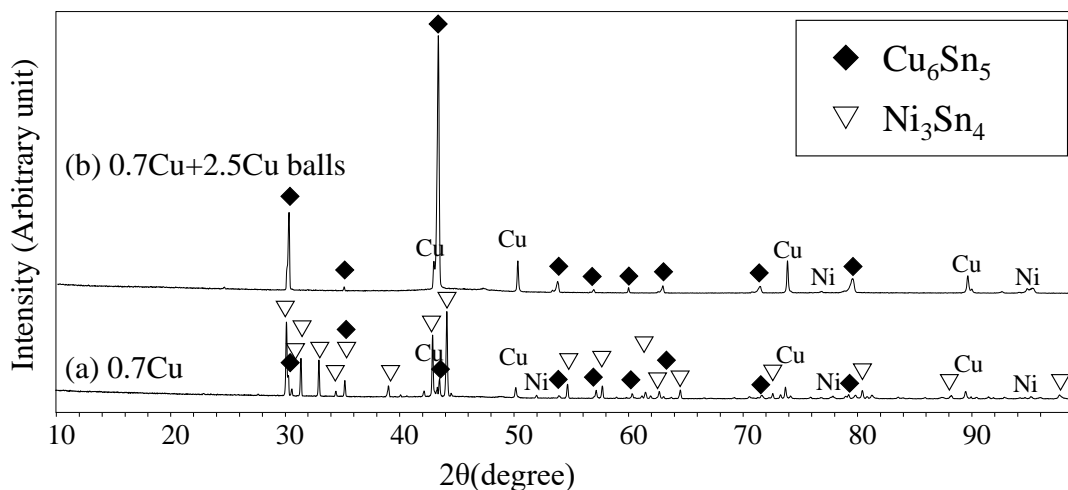 Intensity (Arbitrary unit)
◆ Cu₆Sn₅
▽ Ni₃Sn₄
(b) 0.7Cu+2.5Cu balls
Cu
Cu
Cu
Ni
Cu
Ni
(a) 0.7Cu
Cu
Cu
Ni
Cu
Ni
Cu
Ni
10 20 30 40 50 60 70 80 90
2θ(degree)